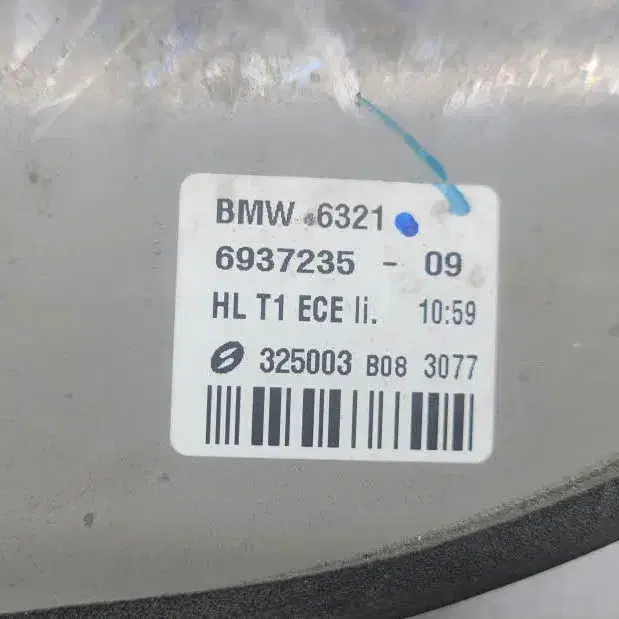 BMW 6321
6937235 - 09
HL T1 ECE li. 10:59
325003 B08 3077